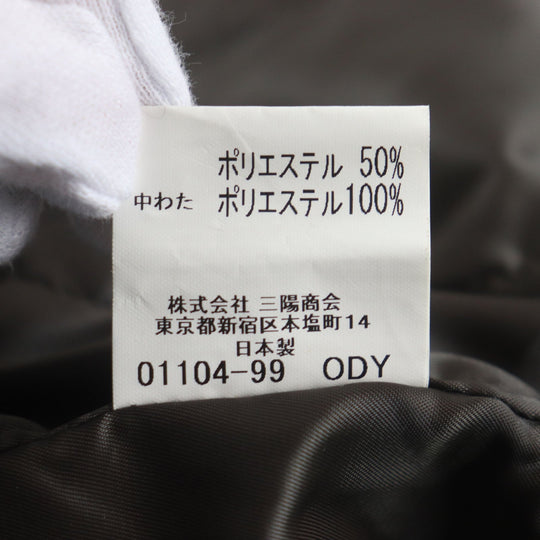 ポリエステル 50%
中わた ポリエステル100%
株式会社 三陽商会
東京都新宿区本塩町14
日本製
01104-99 ODY